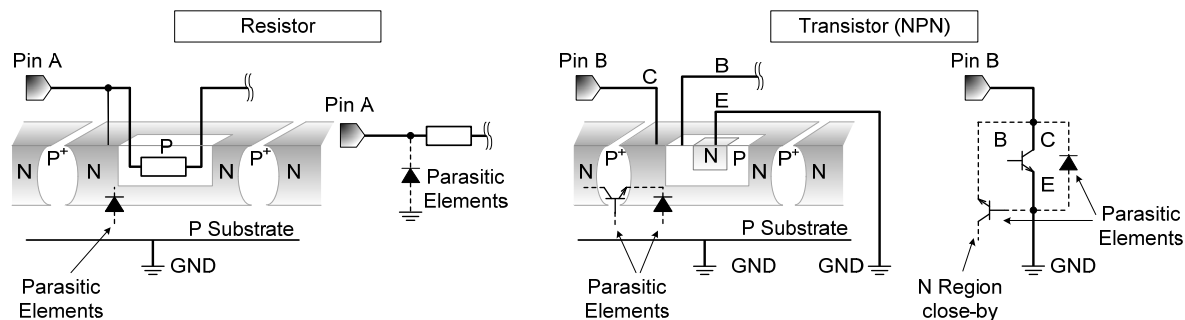 Resistor
Pin A
N
P+
N
P
N
P+
N
P Substrate
GND
Parasitic
Elements
Pin A
Parasitic
Elements
Transistor (NPN)
Pin B
C
B
E
N
P+
N
N
P
N
P+
N
P Substrate
GND
GND
Parasitic
Elements
Pin B
B
C
E
Parasitic
Elements
GND
N Region
close-by